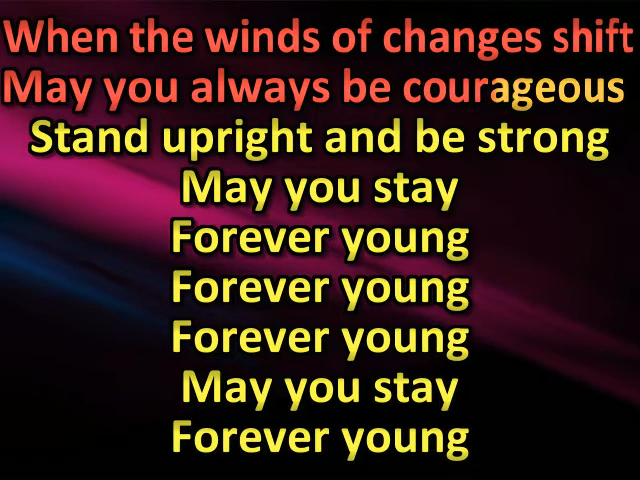 When the winds of changes shift
May you always be courageous
Stand upright and be strong
May you stay
Forever young
Forever young
Forever young
May you stay
Forever young